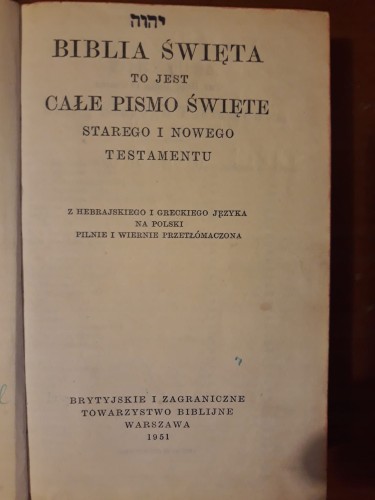 יהוה
BIBLIA ŚWIĘTA
TO JEST
CAŁE PISMO ŚWIĘTE
STAREGO I NOWEGO
TESTAMENTU
Z HEBRAJSKIEGO I GRECKIEGO JĘZYKA
NA POLSKI
PILNIE I WIERNIE PRZETŁÓMACZONA
BRYTYJSKIE I ZAGRANICZNE
TOWARZYSTWO BIBLIJNE
WARSZAWA
1951